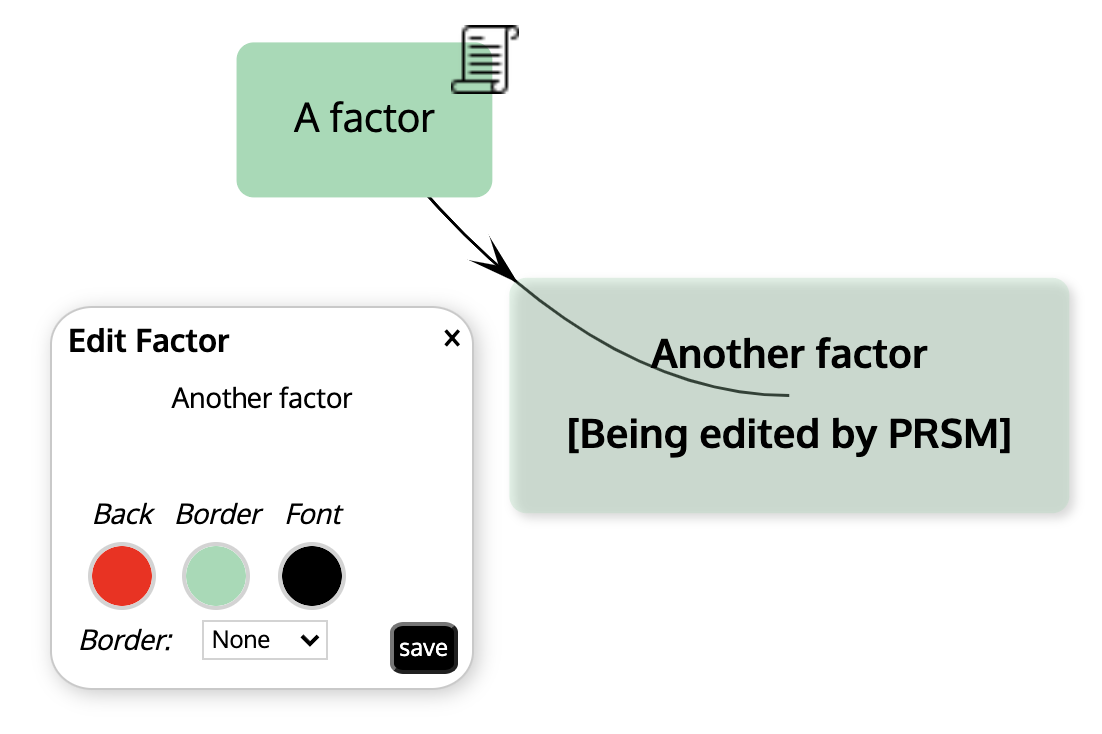 A factor
Another factor
[Being edited by PRSM]
Edit Factor ×
Another factor
Back Border Font
Border: None
save